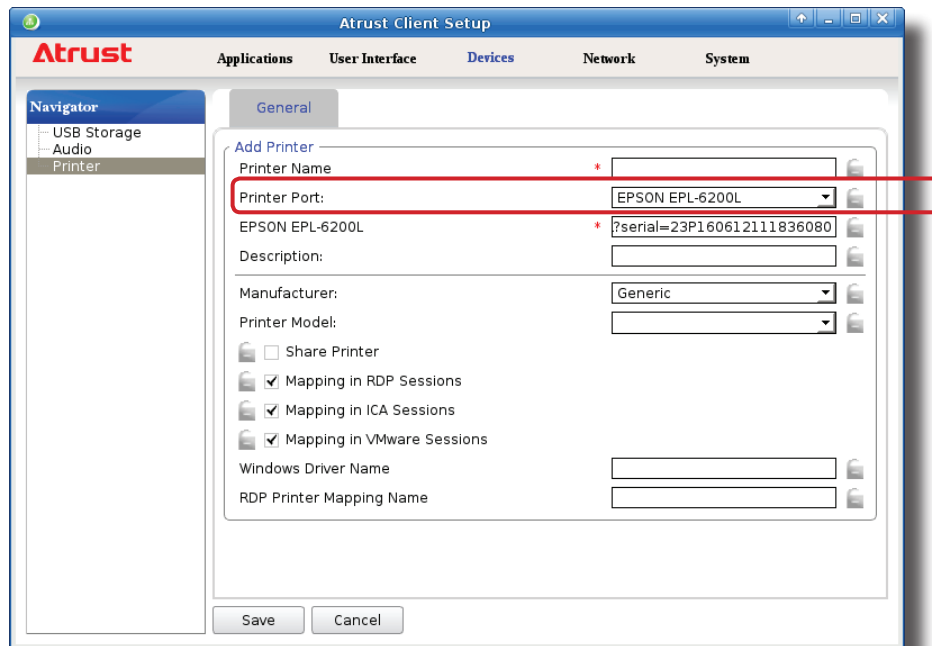 Atrust Client Setup
Atrust
Applications User Interface Devices Network System
Navigator
USB Storage
Audio
Printer
General
Add Printer
Printer Name *
Printer Port: EPSON EPL-6200L
EPSON EPL-6200L * ?serial=23P160612111836080
Description:
Manufacturer: Generic
Printer Model:
Share Printer
Mapping in RDP Sessions
Mapping in ICA Sessions
Mapping in VMware Sessions
Windows Driver Name
RDP Printer Mapping Name
Save Cancel